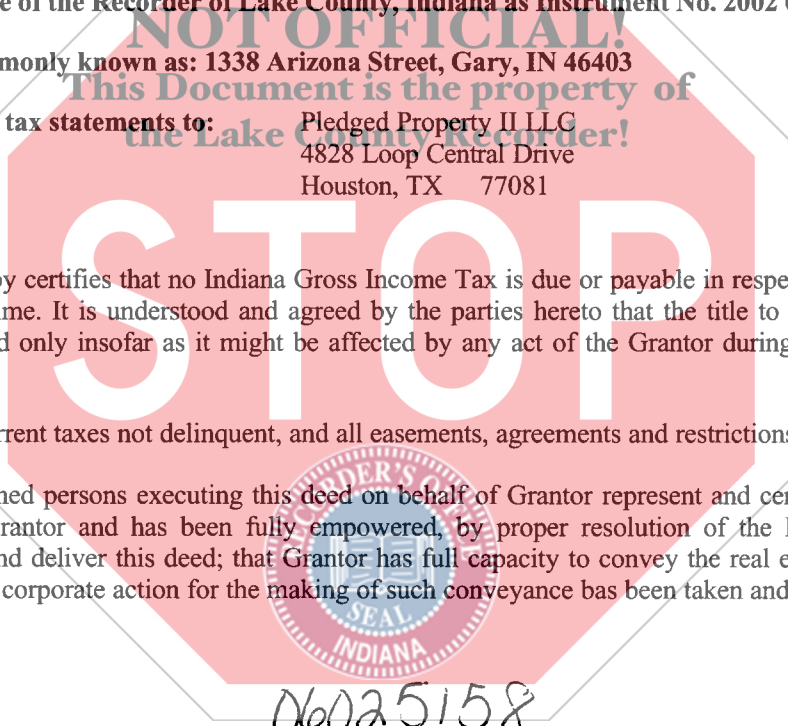 e of the Recorder of Lake County, Indiana as Instrument No. 2002
NOT OFFICIAL!
monly known as: 1338 Arizona Street, Gary, IN 46403
This Document is the property of
tax statements to: Pledged Property II LLC
the Lake County Recorder!
4828 Loop Central Drive
Houston, TX 77081
STOP
by certifies that no Indiana Gross Income Tax is due or payable in respe
me. It is understood and agreed by the parties hereto that the title to
d only insofar as it might be affected by any act of the Grantor during
rrent taxes not delinquent, and all easements, agreements and restrictions
ned persons executing this deed on behalf of Grantor represent and cer
rantor and has been fully empowered, by proper resolution of the
nd deliver this deed; that Grantor has full capacity to convey the real e
corporate action for the making of such conveyance bas been taken and
RECORDER'S OFFICE
SEAL
INDIANA
06025158